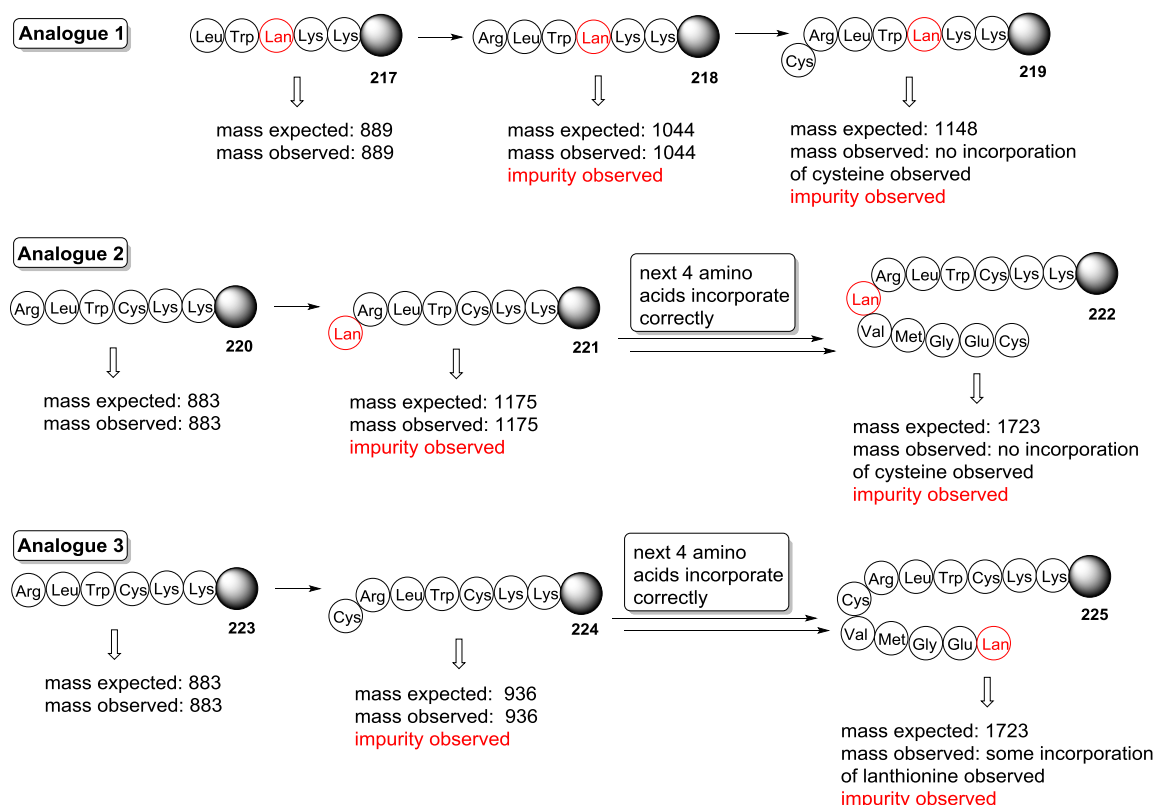 Analogue 1
Leu Trp Lan Lys Lys
217
mass expected: 889
mass observed: 889
Arg Leu Trp Lan Lys Lys
218
mass expected: 1044
mass observed: 1044
impurity observed
Cys Arg Leu Trp Lan Lys Lys
219
mass expected: 1148
mass observed: no incorporation
of cysteine observed
impurity observed
Analogue 2
Arg Leu Trp Cys Lys Lys
220
mass expected: 883
mass observed: 883
Lan Arg Leu Trp Cys Lys Lys
221
mass expected: 1175
mass observed: 1175
impurity observed
next 4 amino
acids incorporate
correctly
Arg Leu Trp Cys Lys Lys
222
Lan
Val Met Gly Glu Cys
mass expected: 1723
mass observed: no incorporation
of cysteine observed
impurity observed
Analogue 3
Arg Leu Trp Cys Lys Lys
223
mass expected: 883
mass observed: 883
Cys Arg Leu Trp Cys Lys Lys
224
mass expected:  936
mass observed:  936
impurity observed
next 4 amino
acids incorporate
correctly
Arg Leu Trp Cys Lys Lys
225
Cys
Val Met Gly Glu Lan
mass expected: 1723
mass observed: some incorporation
of lanthionine observed
impurity observed